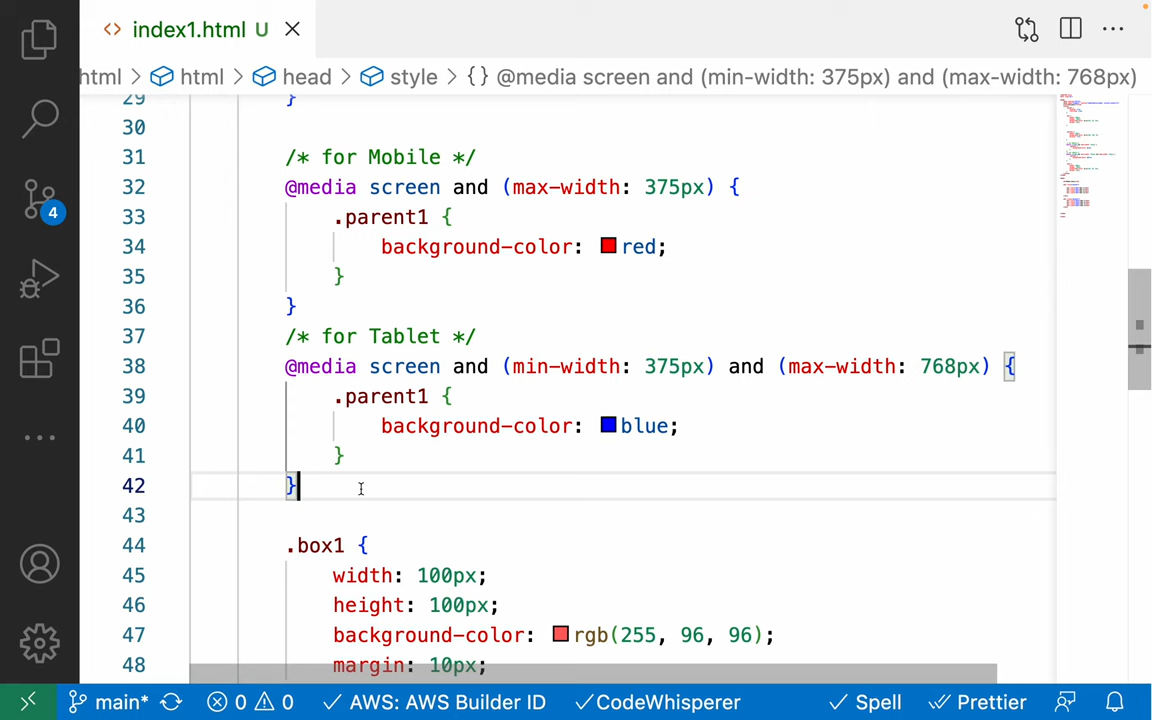 <> index1.html U
html > html > head > style > {} @media screen and (min-width: 375px) and (max-width: 768px)
29 }
30
31 /* for Mobile */
32 @media screen and (max-width: 375px) {
33 .parent1 {
34 background-color: red;
35 }
36 }
37 /* for Tablet */
38 @media screen and (min-width: 375px) and (max-width: 768px) {
39 .parent1 {
40 background-color: blue;
41 }
42 }
43
44 .box1 {
45 width: 100px;
46 height: 100px;
47 background-color: rgb(255, 96, 96);
48 margin: 10px;
4
main* 0 0 AWS: AWS Builder ID CodeWhisperer Spell Prettier